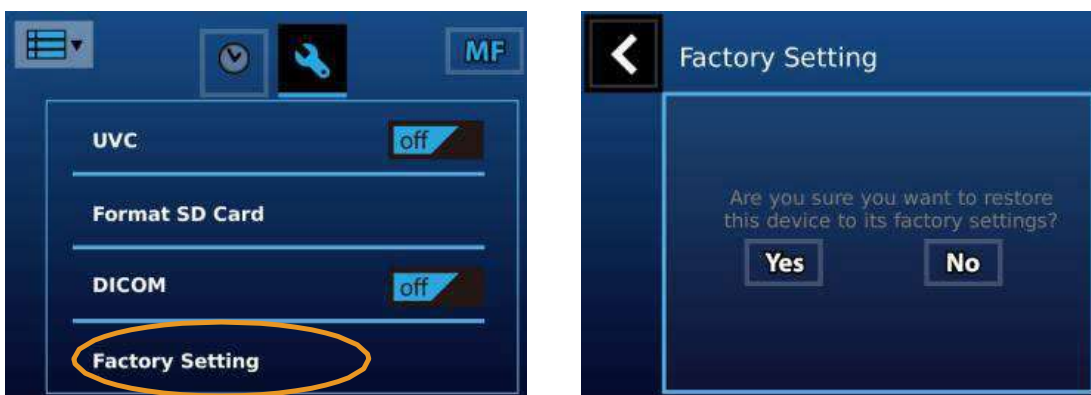 MF
UVC
off
Format SD Card
DICOM
off
Factory Setting
Factory Setting
Are you sure you want to restore
this device to its factory settings?
Yes
No